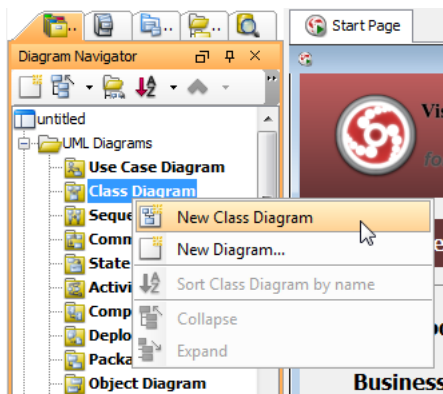 Start Page
Diagram Navigator
untitled
UML Diagrams
Use Case Diagram
Class Diagram
New Class Diagram
New Diagram...
Sort Class Diagram by name
Collapse
Expand
Object Diagram
Business